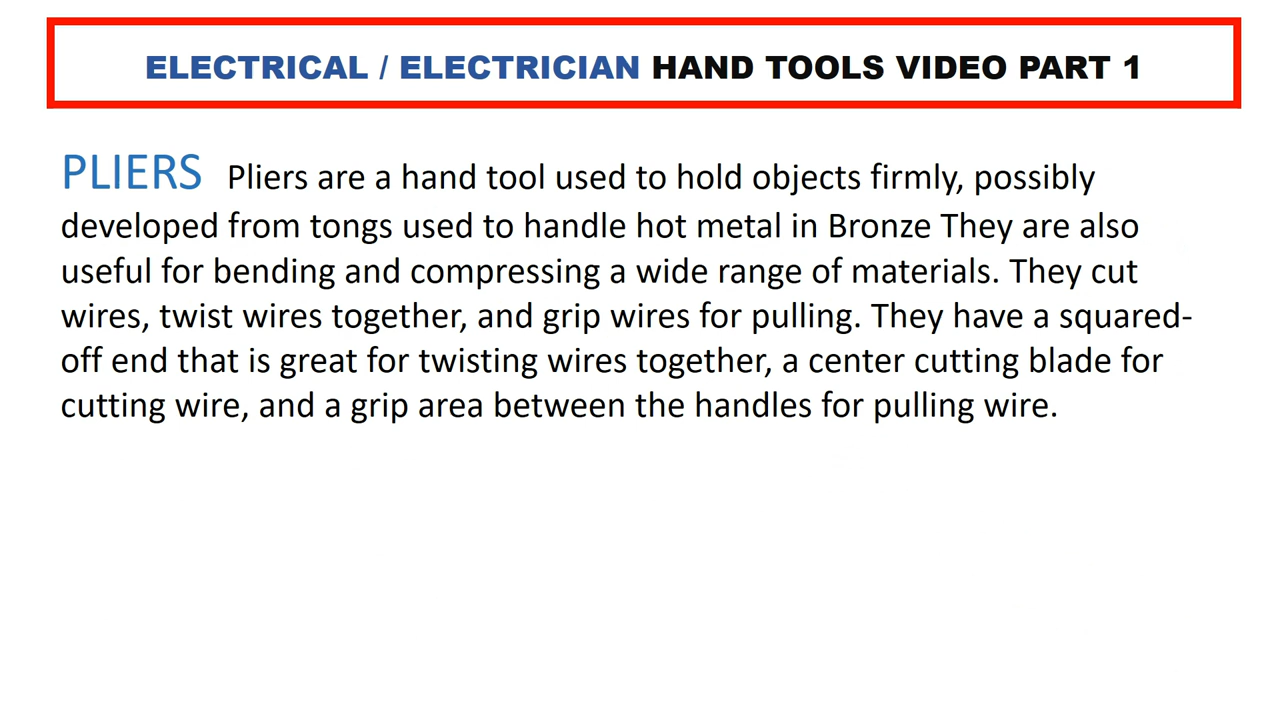 ELECTRICAL / ELECTRICIAN HAND TOOLS VIDEO PART 1
PLIERS Pliers are a hand tool used to hold objects firmly, possibly
developed from tongs used to handle hot metal in Bronze They are also
useful for bending and compressing a wide range of materials. They cut
wires, twist wires together, and grip wires for pulling. They have a squared-
off end that is great for twisting wires together, a center cutting blade for
cutting wire, and a grip area between the handles for pulling wire.